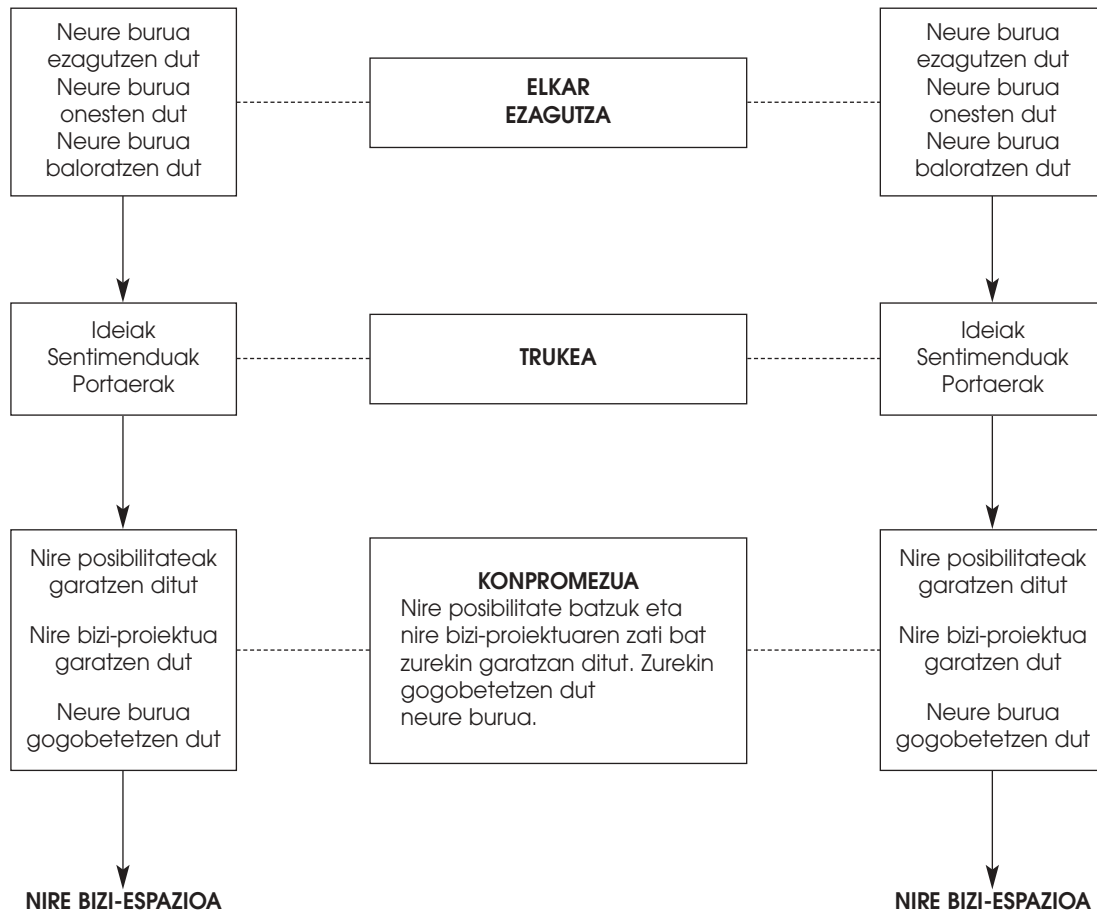 Neure burua
ezagutzen dut
Neure burua
onesten dut
Neure burua
baloratzen dut
ELKAR
EZAGUTZA
Neure burua
ezagutzen dut
Neure burua
onesten dut
Neure burua
baloratzen dut
Ideiak
Sentimenduak
Portaerak
TRUKEA
Ideiak
Sentimenduak
Portaerak
Nire posibilitateak
garatzen ditut
Nire bizi-proiektua
garatzen dut
Neure burua
gogobetetzen dut
KONPROMEZUA
Nire posibilitate batzuk eta
nire bizi-proiektuaren zati bat
zurekin garatzan ditut. Zurekin
gogobetetzen dut
neure burua.
Nire posibilitateak
garatzen ditut
Nire bizi-proiektua
garatzen dut
Neure burua
gogobetetzen dut
NIRE BIZI-ESPAZIOA
NIRE BIZI-ESPAZIOA